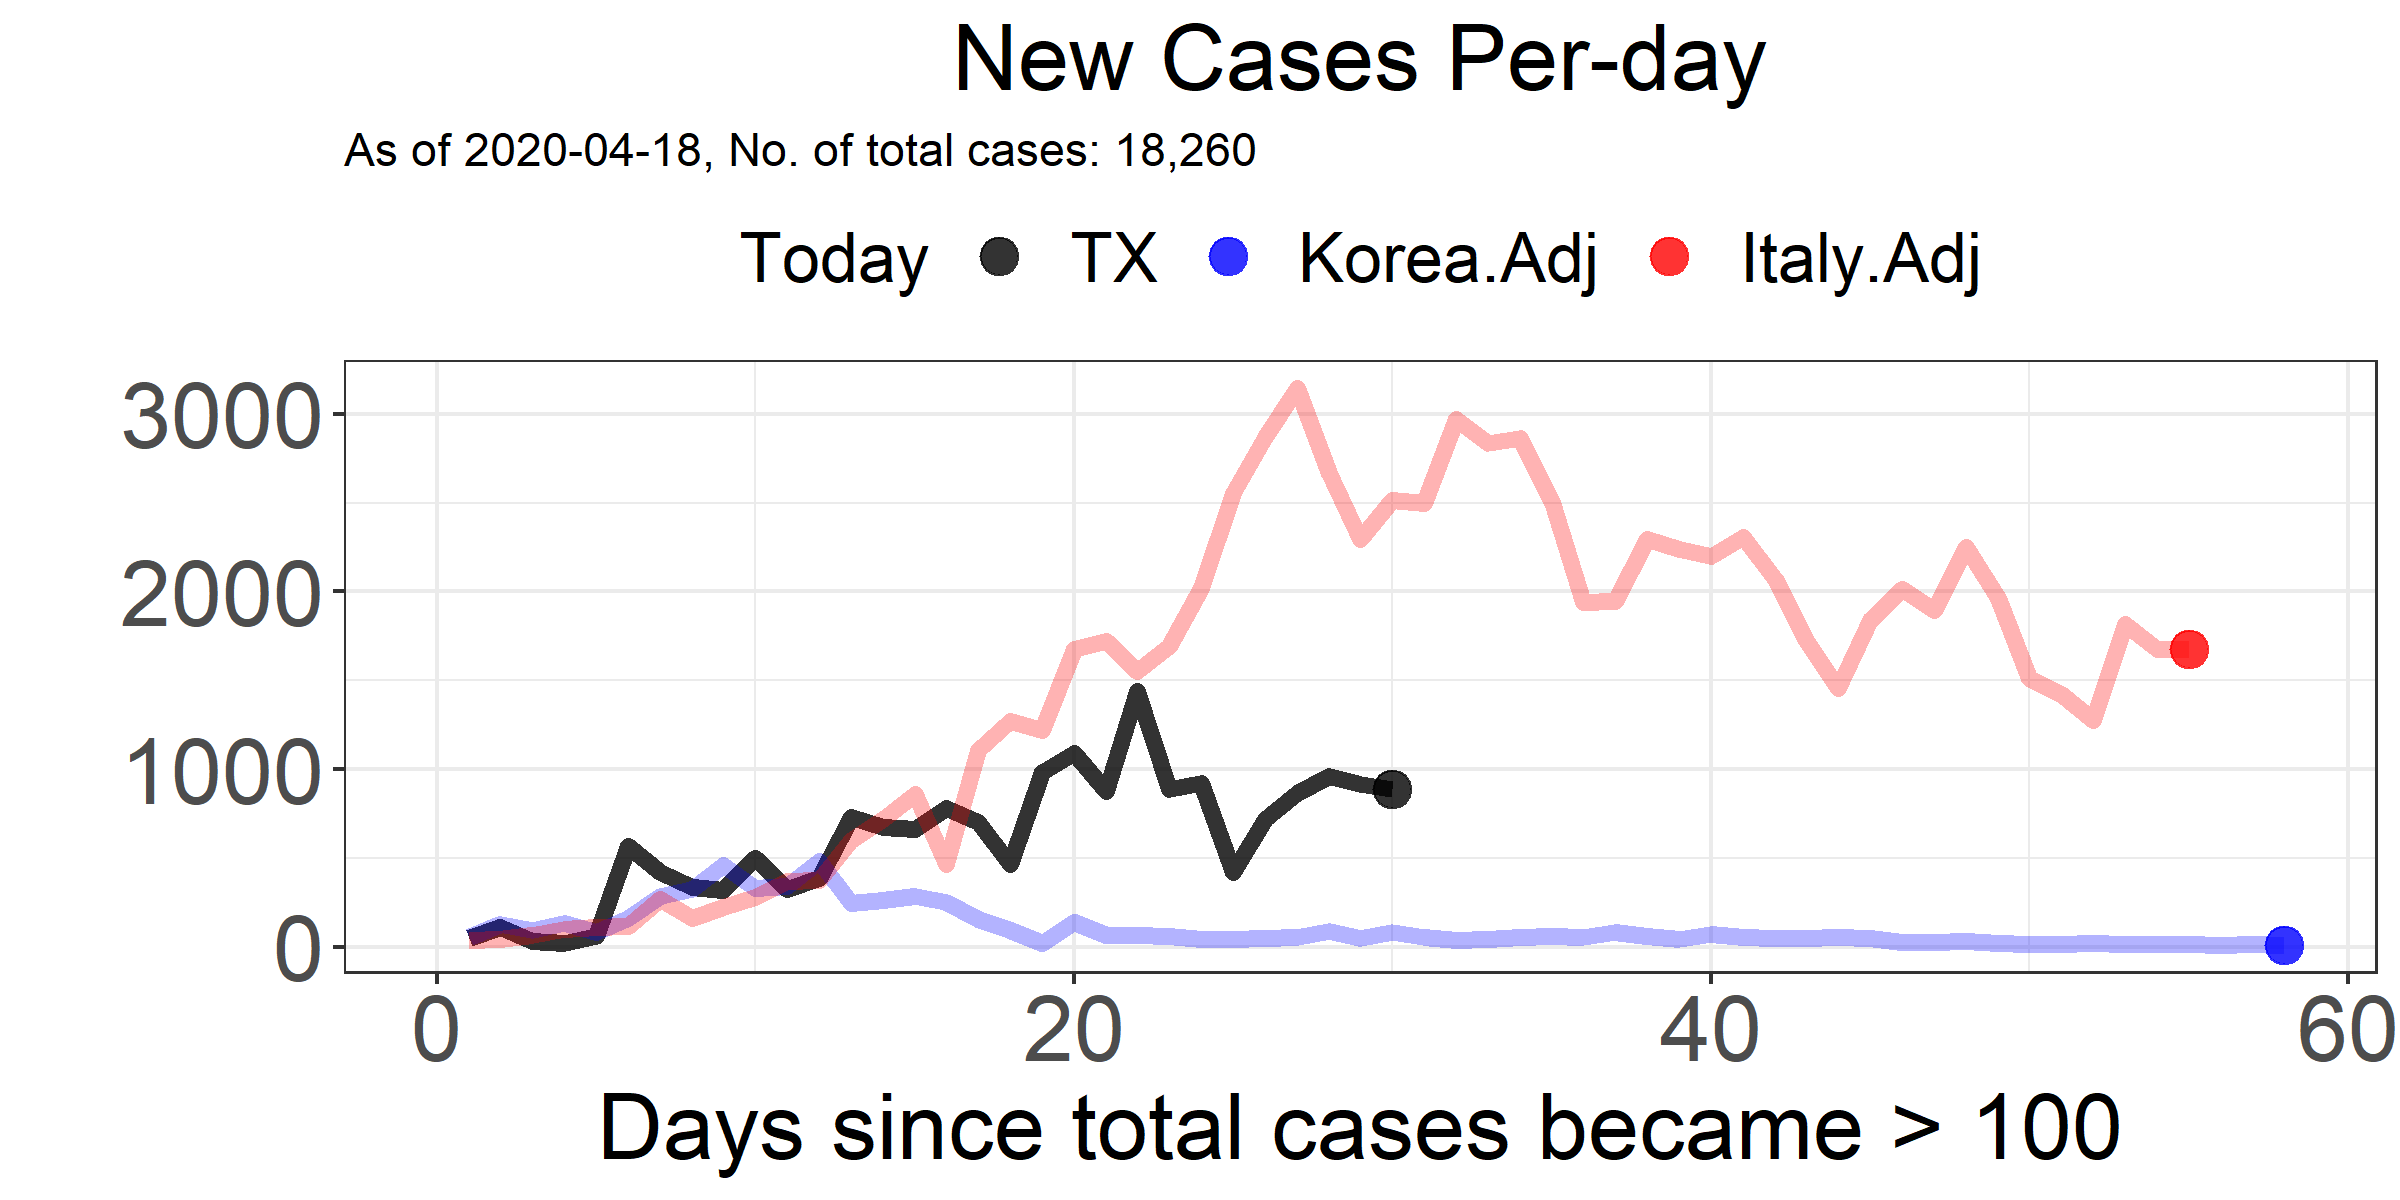 New Cases Per-day
As of 2020-04-18, No. of total cases: 18,260
Today TX Korea.Adj Italy.Adj
3000
2000
1000
0
0 20 40 60
Days since total cases became > 100